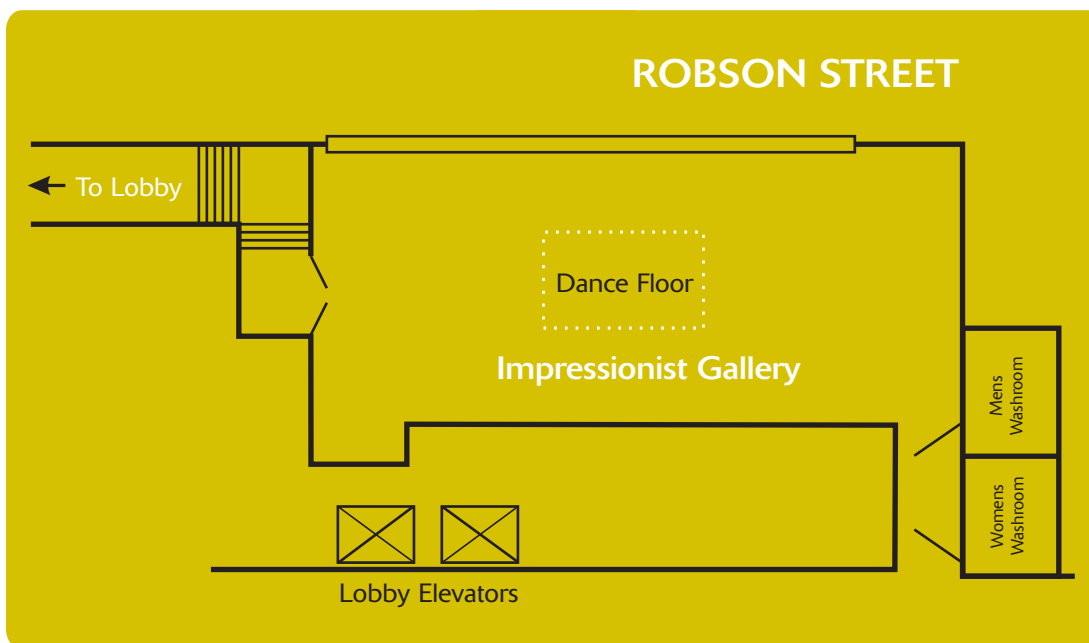 ROBSON STREET
To Lobby
Dance Floor
Impressionist Gallery
Mens
Washroom
Womens
Washroom
Lobby Elevators